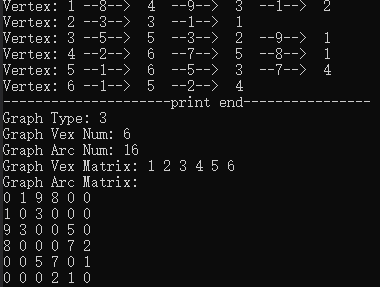 Vertex: 1 --8--> 4 --9--> 3 --1--> 2
Vertex: 2 --3--> 3 --1--> 1
Vertex: 3 --5--> 5 --3--> 2 --9--> 1
Vertex: 4 --2--> 6 --7--> 5 --8--> 1
Vertex: 5 --1--> 6 --5--> 3 --7--> 4
Vertex: 6 --1--> 5 --2--> 4
---------------------print end----------------
Graph Type: 3
Graph Vex Num: 6
Graph Arc Num: 16
Graph Vex Matrix: 1 2 3 4 5 6
Graph Arc Matrix:
0 1 9 8 0 0
1 0 3 0 0 0
9 3 0 0 5 0
8 0 0 0 7 2
0 0 5 7 0 1
0 0 0 2 1 0